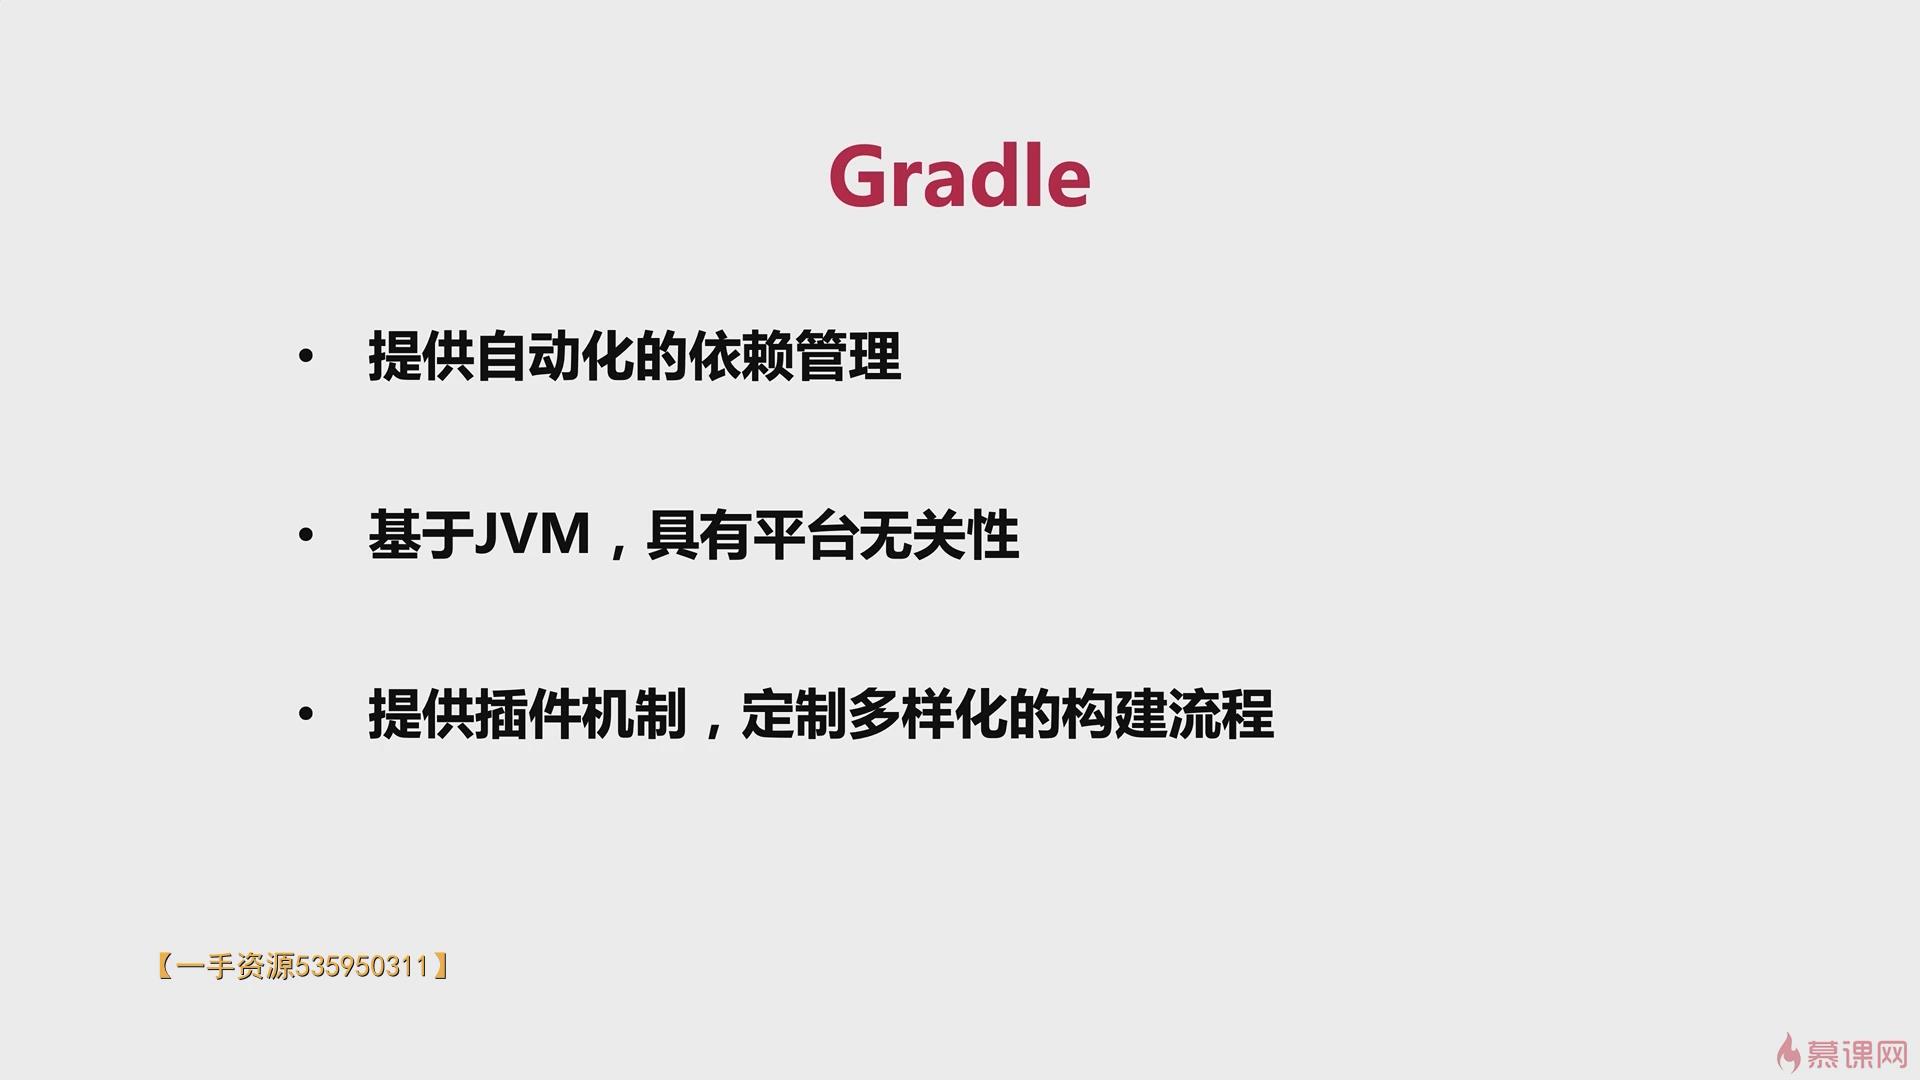 Gradle
• 提供自动化的依赖管理
• 基于JVM，具有平台无关性
• 提供插件机制，定制多样化的构建流程
【一手资源535950311】
慕课网